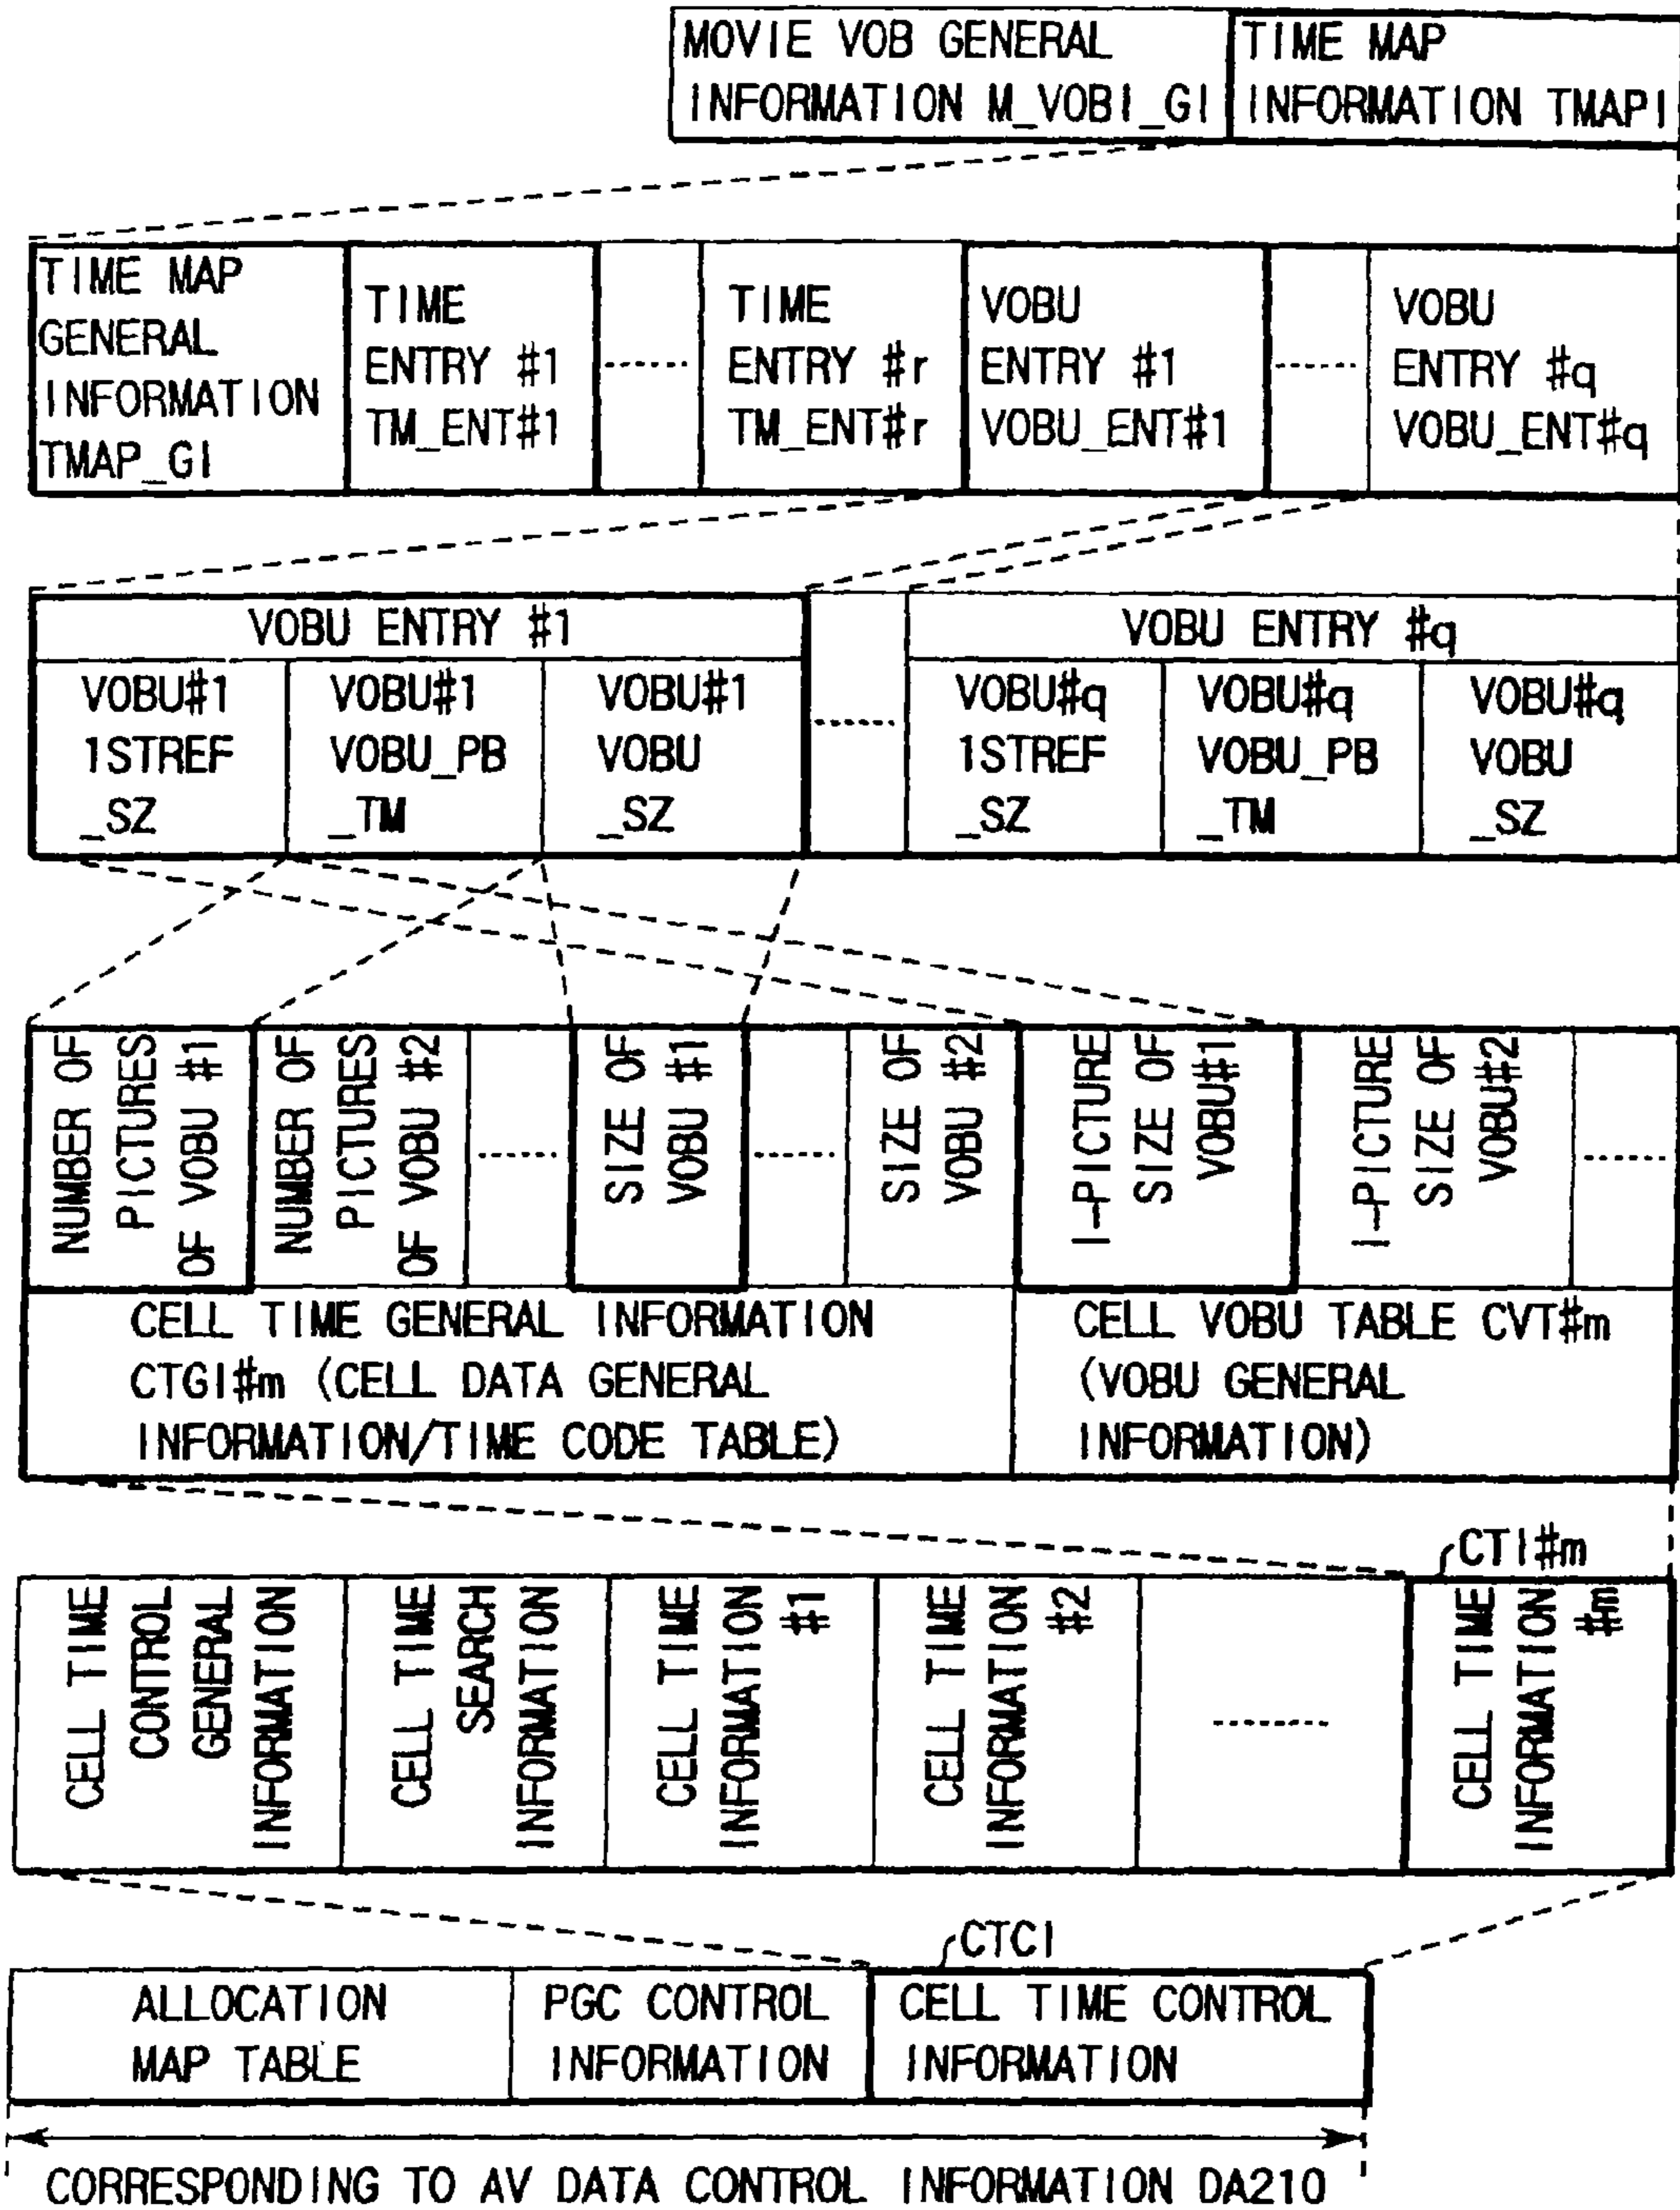 MOVIE VOB GENERAL
INFORMATION M_VOBI_GI
TIME MAP
INFORMATION TMAPI
TIME MAP
GENERAL
INFORMATION
TMAP_GI
TIME
ENTRY #1
TM_ENT#1
TIME
ENTRY #r
TM_ENT#r
VOBU
ENTRY #1
VOBU_ENT#1
VOBU
ENTRY #q
VOBU_ENT#q
VOBU ENTRY #1
VOBU#1
1STREF
_SZ
VOBU#1
VOBU_PB
_TM
VOBU#1
VOBU
_SZ
VOBU ENTRY #q
VOBU#q
1STREF
_SZ
VOBU#q
VOBU_PB
_TM
VOBU#q
VOBU
_SZ
NUMBER OF
PICTURES
OF VOBU #1
NUMBER OF
PICTURES
OF VOBU #2
SIZE OF
VOBU #1
SIZE OF
VOBU #2
I-PICTURE
SIZE OF
VOBU#1
I-PICTURE
SIZE OF
VOBU#2
CELL TIME GENERAL INFORMATION
CTGI#m (CELL DATA GENERAL
INFORMATION/TIME CODE TABLE)
CELL VOBU TABLE CVT#m
(VOBU GENERAL
INFORMATION)
CTI#m
CELL TIME
CONTROL
GENERAL
INFORMATION
CELL TIME
SEARCH
INFORMATION
CELL TIME
INFORMATION
#1
CELL TIME
INFORMATION
#2
CELL TIME
INFORMATION
#m
CTCI
ALLOCATION
MAP TABLE
PGC CONTROL
INFORMATION
CELL TIME CONTROL
INFORMATION
CORRESPONDING TO AV DATA CONTROL INFORMATION DA210